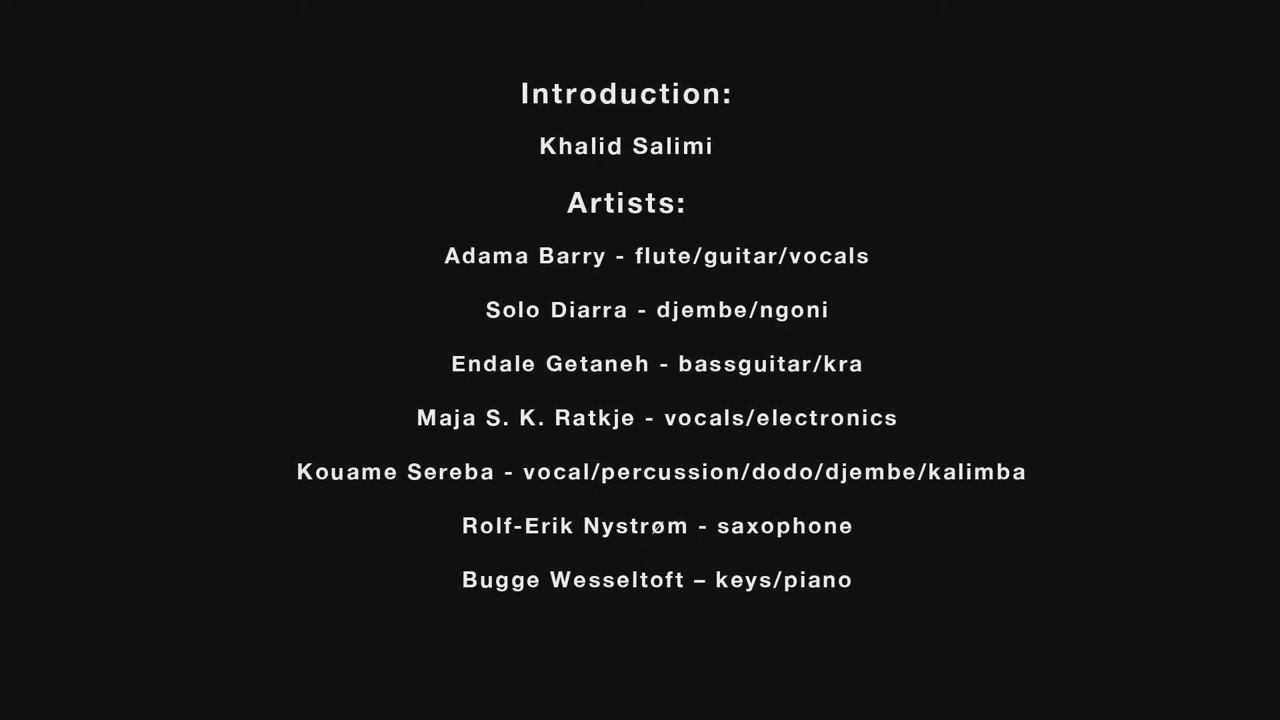 Introduction:
Khalid Salimi
Artists:
Adama Barry - flute/guitar/vocals
Solo Diarra - djembe/ngoni
Endale Getaneh - bassguitar/kra
Maja S. K. Ratkje - vocals/electronics
Kouame Sereba - vocal/percussion/dodo/djembe/kalimba
Rolf-Erik Nystrøm - saxophone
Bugge Wesseltoft – keys/piano